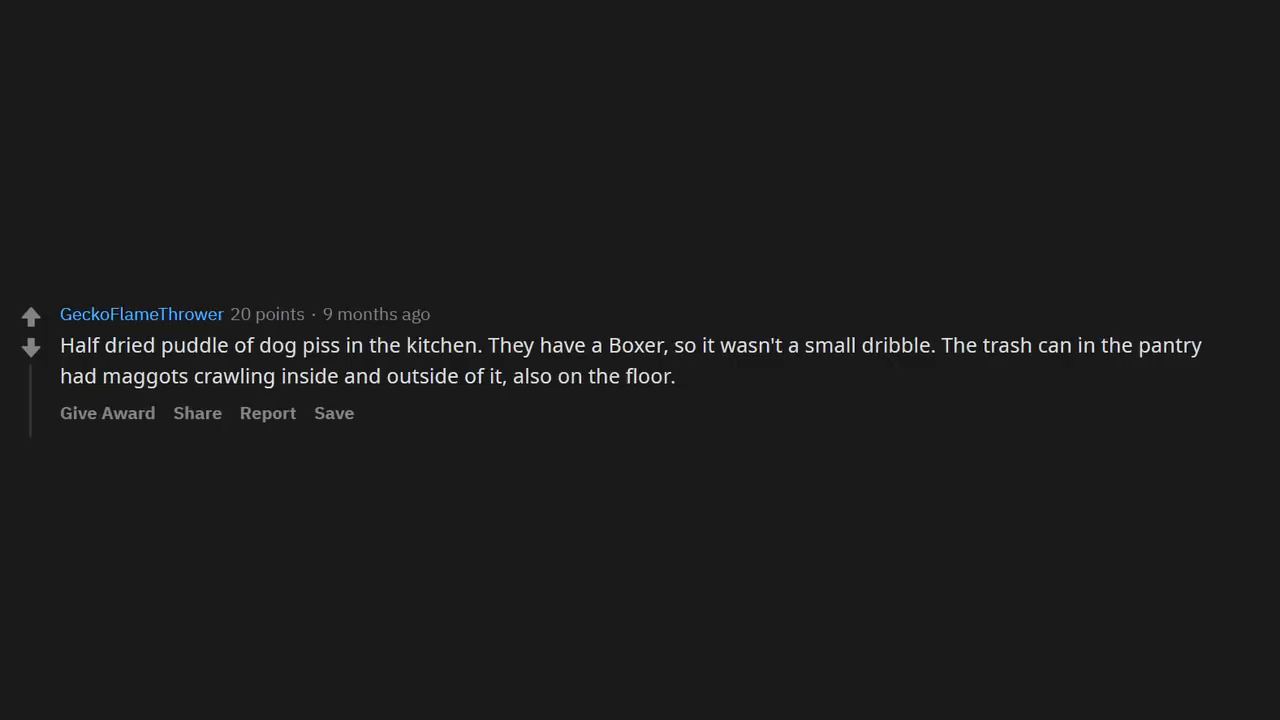 GeckoFlameThrower 20 points · 9 months ago
Half dried puddle of dog piss in the kitchen. They have a Boxer, so it wasn't a small dribble. The trash can in the pantry
had maggots crawling inside and outside of it, also on the floor.
Give Award Share Report Save